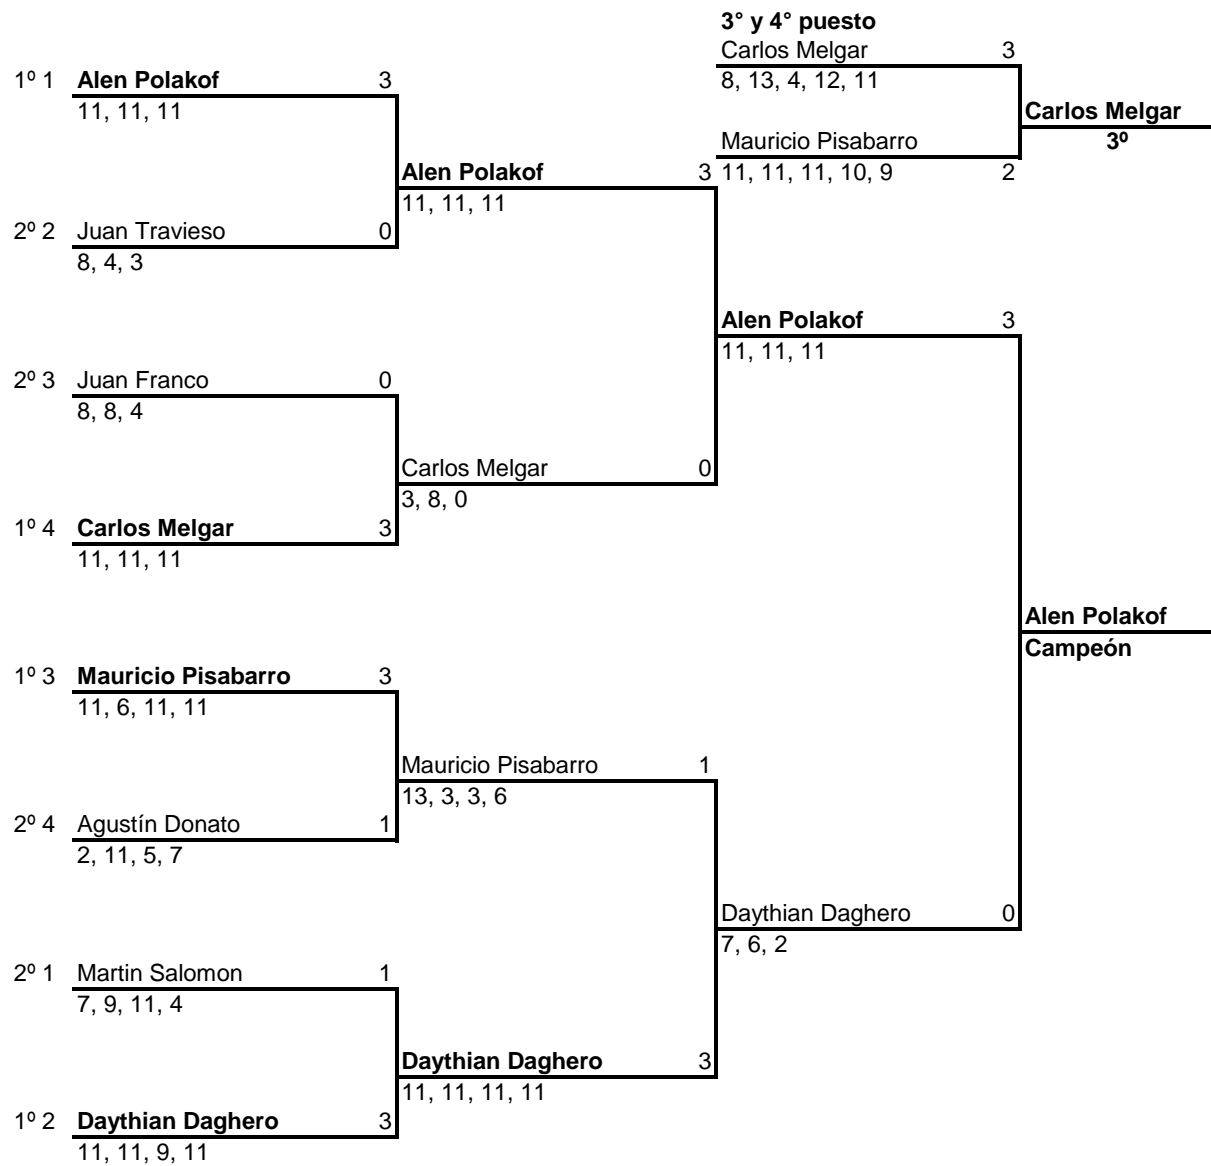 3° y 4° puesto
Carlos Melgar 3
8, 13, 4, 12, 11
Carlos Melgar
3º
Mauricio Pisabarro
11, 11, 11, 10, 9 2
1º 1 Alen Polakof 3
11, 11, 11
Alen Polakof 3
11, 11, 11
2º 2 Juan Travieso 0
8, 4, 3
Alen Polakof 3
11, 11, 11
2º 3 Juan Franco 0
8, 8, 4
Carlos Melgar 0
3, 8, 0
1º 4 Carlos Melgar 3
11, 11, 11
Alen Polakof
Campeón
1º 3 Mauricio Pisabarro 3
11, 6, 11, 11
Mauricio Pisabarro 1
13, 3, 3, 6
2º 4 Agustín Donato 1
2, 11, 5, 7
Daythian Daghero 0
7, 6, 2
2º 1 Martin Salomon 1
7, 9, 11, 4
Daythian Daghero 3
11, 11, 11, 11
1º 2 Daythian Daghero 3
11, 11, 9, 11